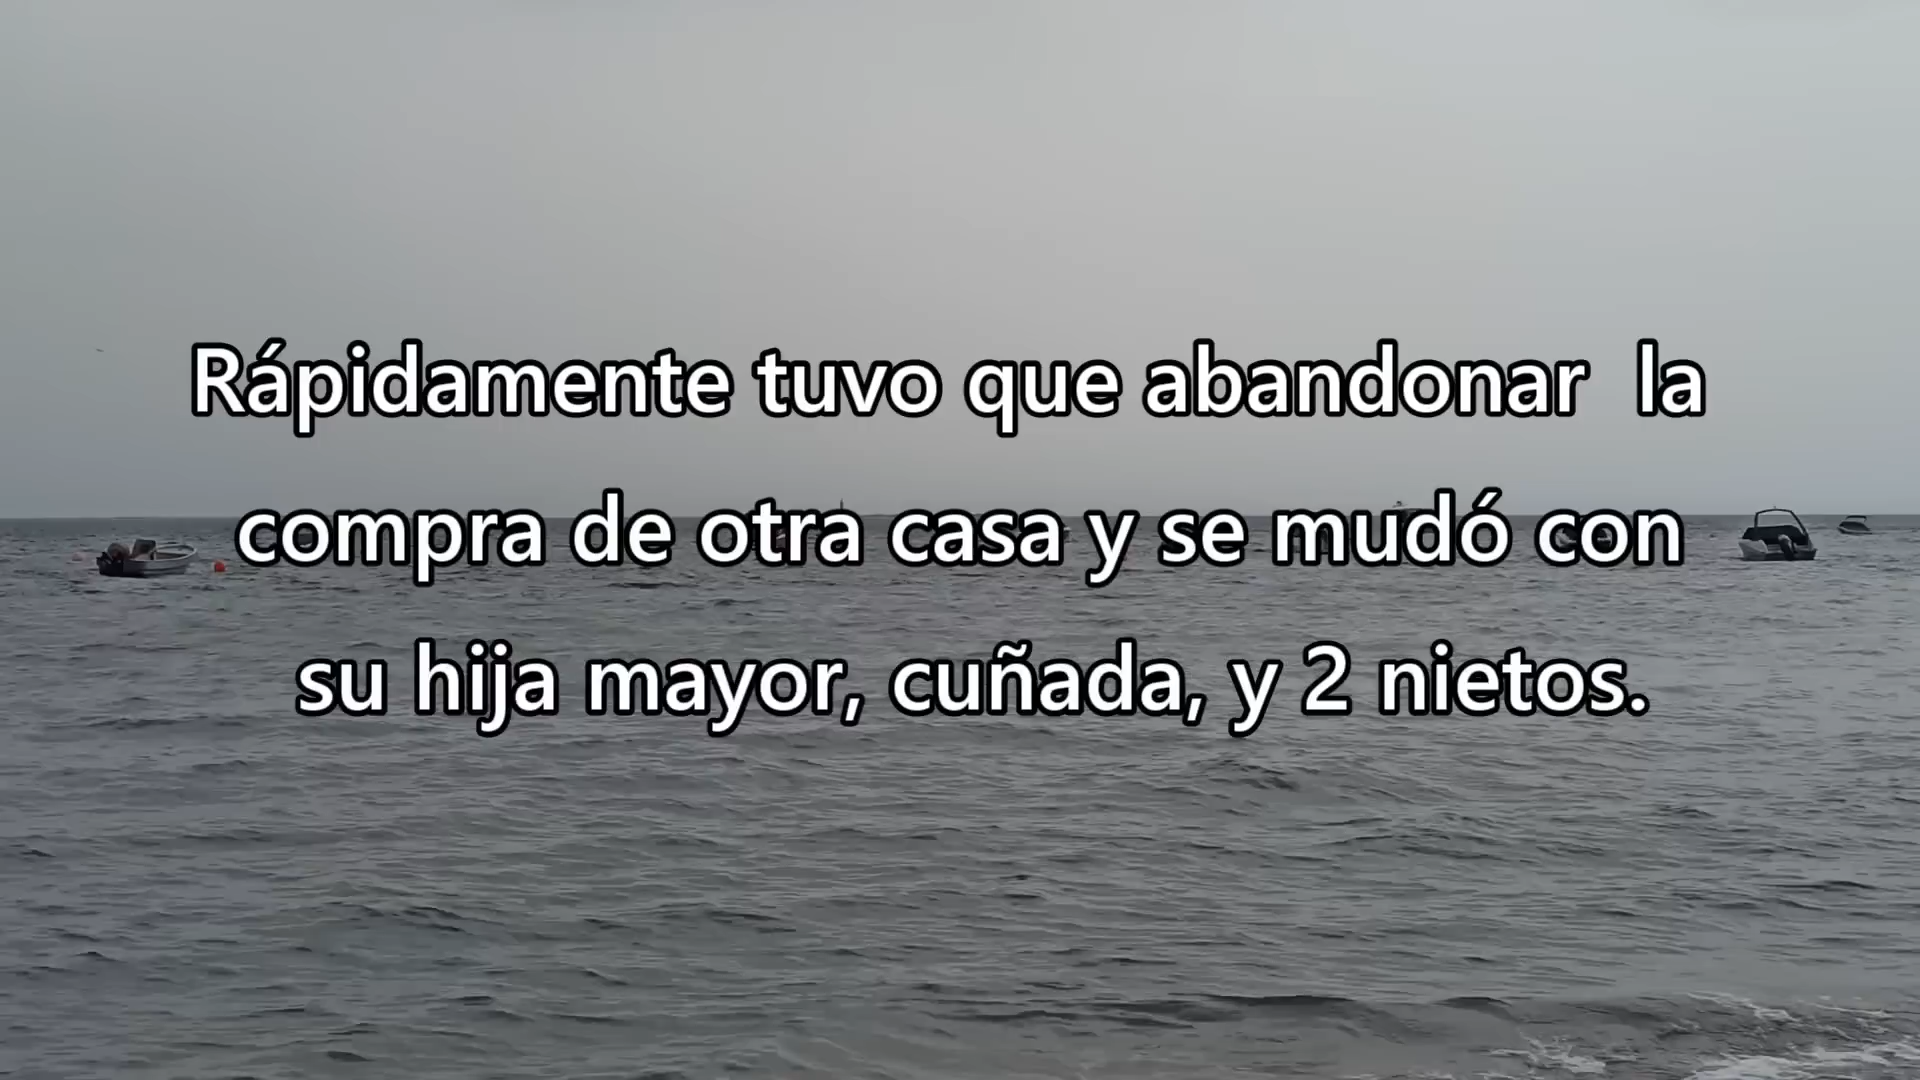 Rápidamente tuvo que abandonar  la
compra de otra casa y se mudó con
su hija mayor, cuñada, y 2 nietos.